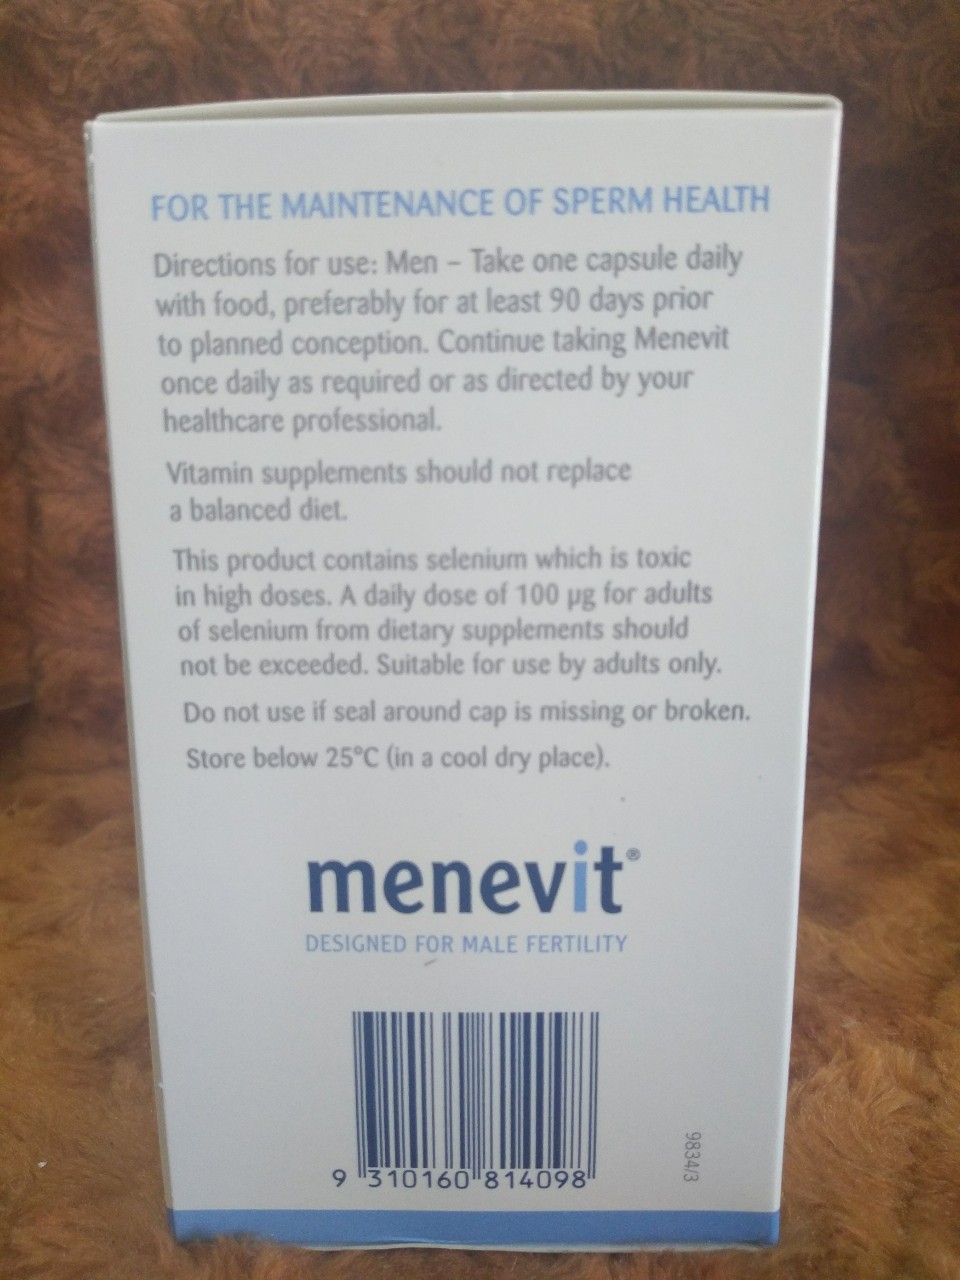 FOR THE MAINTENANCE OF SPERM HEALTH
Directions for use: Men – Take one capsule daily
with food, preferably for at least 90 days prior
to planned conception. Continue taking Menevit
once daily as required or as directed by your
healthcare professional.
Vitamin supplements should not replace
a balanced diet.
This product contains selenium which is toxic
in high doses. A daily dose of 100 µg for adults
of selenium from dietary supplements should
not be exceeded. Suitable for use by adults only.
Do not use if seal around cap is missing or broken.
Store below 25°C (in a cool dry place).
menevit®
DESIGNED FOR MALE FERTILITY
9 310160 814098
9834/3